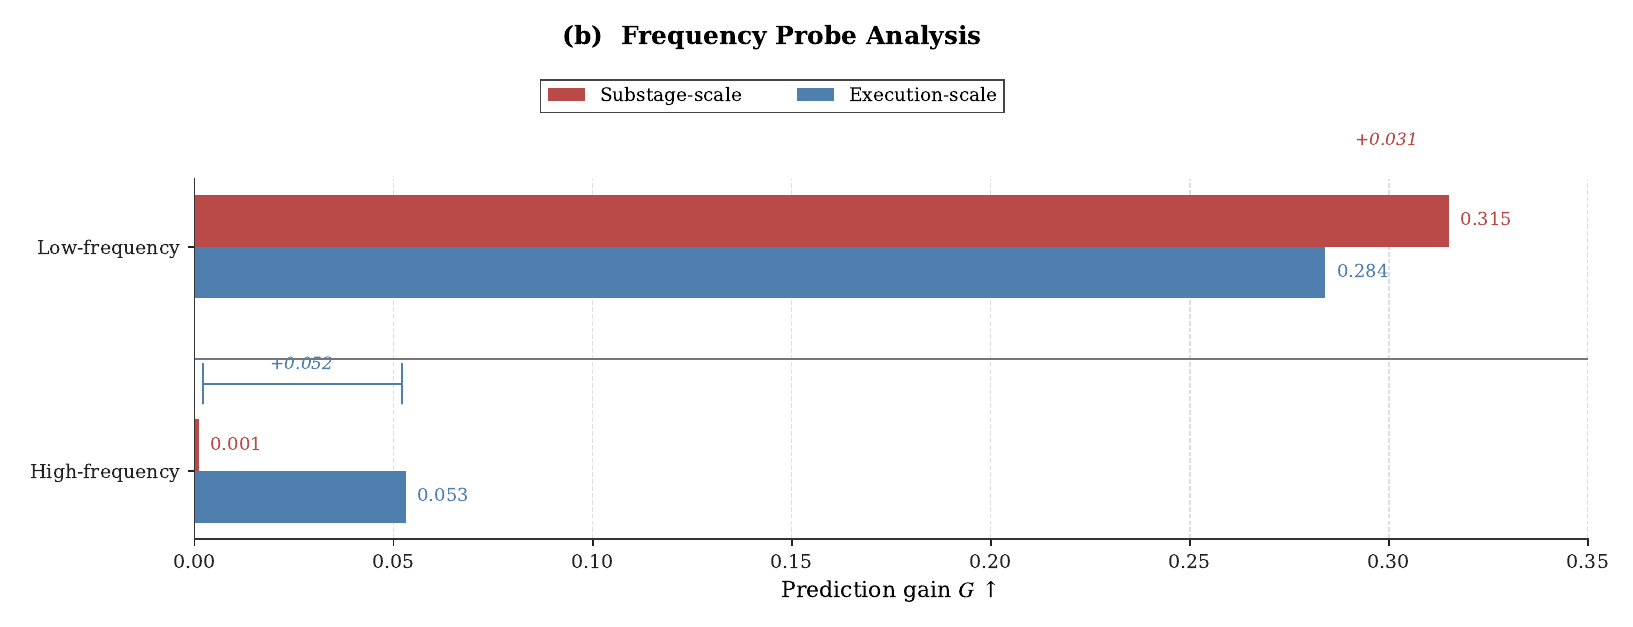 (b) Frequency Probe Analysis
Substage-scale Execution-scale
+0.031
0.315
Low-frequency
0.284
+0.052
0.001
High-frequency
0.053
0.00 0.05 0.10 0.15 0.20 0.25 0.30 0.35
Prediction gain G ↑